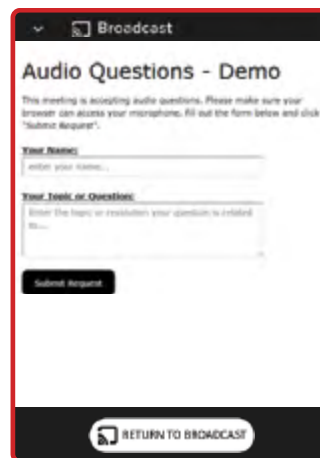 Broadcast
Audio Questions - Demo
This meeting is accepting audio questions. Please make sure your
browser can access your microphone, fill out the form below and click
"Submit Request".
Your Name:
enter your name...
Your Topic or Question:
Enter the topic or resolution your question is related
to...
Submit Request
RETURN TO BROADCAST